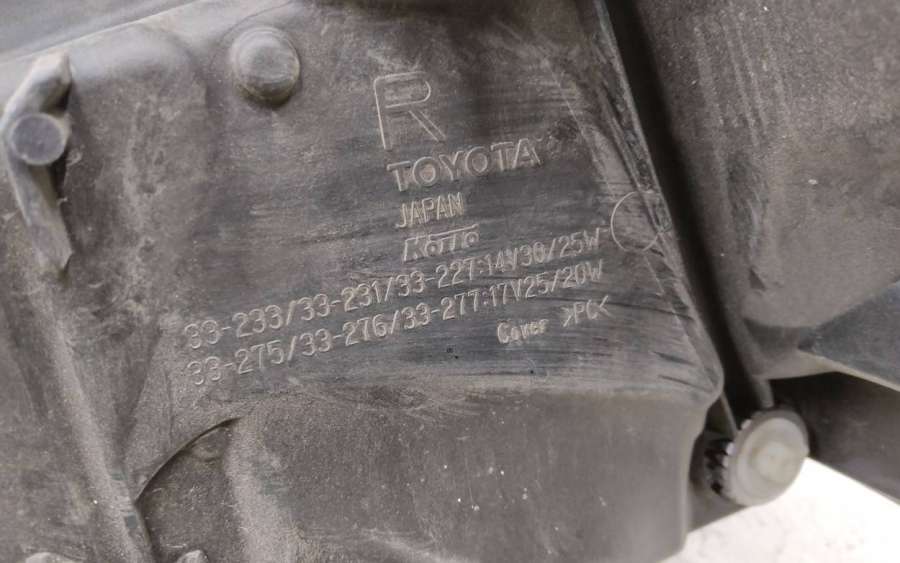 R
TOYOTA
JAPAN
KOITO
33-233/33-231/33-227:14V30/25W
33-275/33-276/33-277:17V25/20W
Cover >PC<